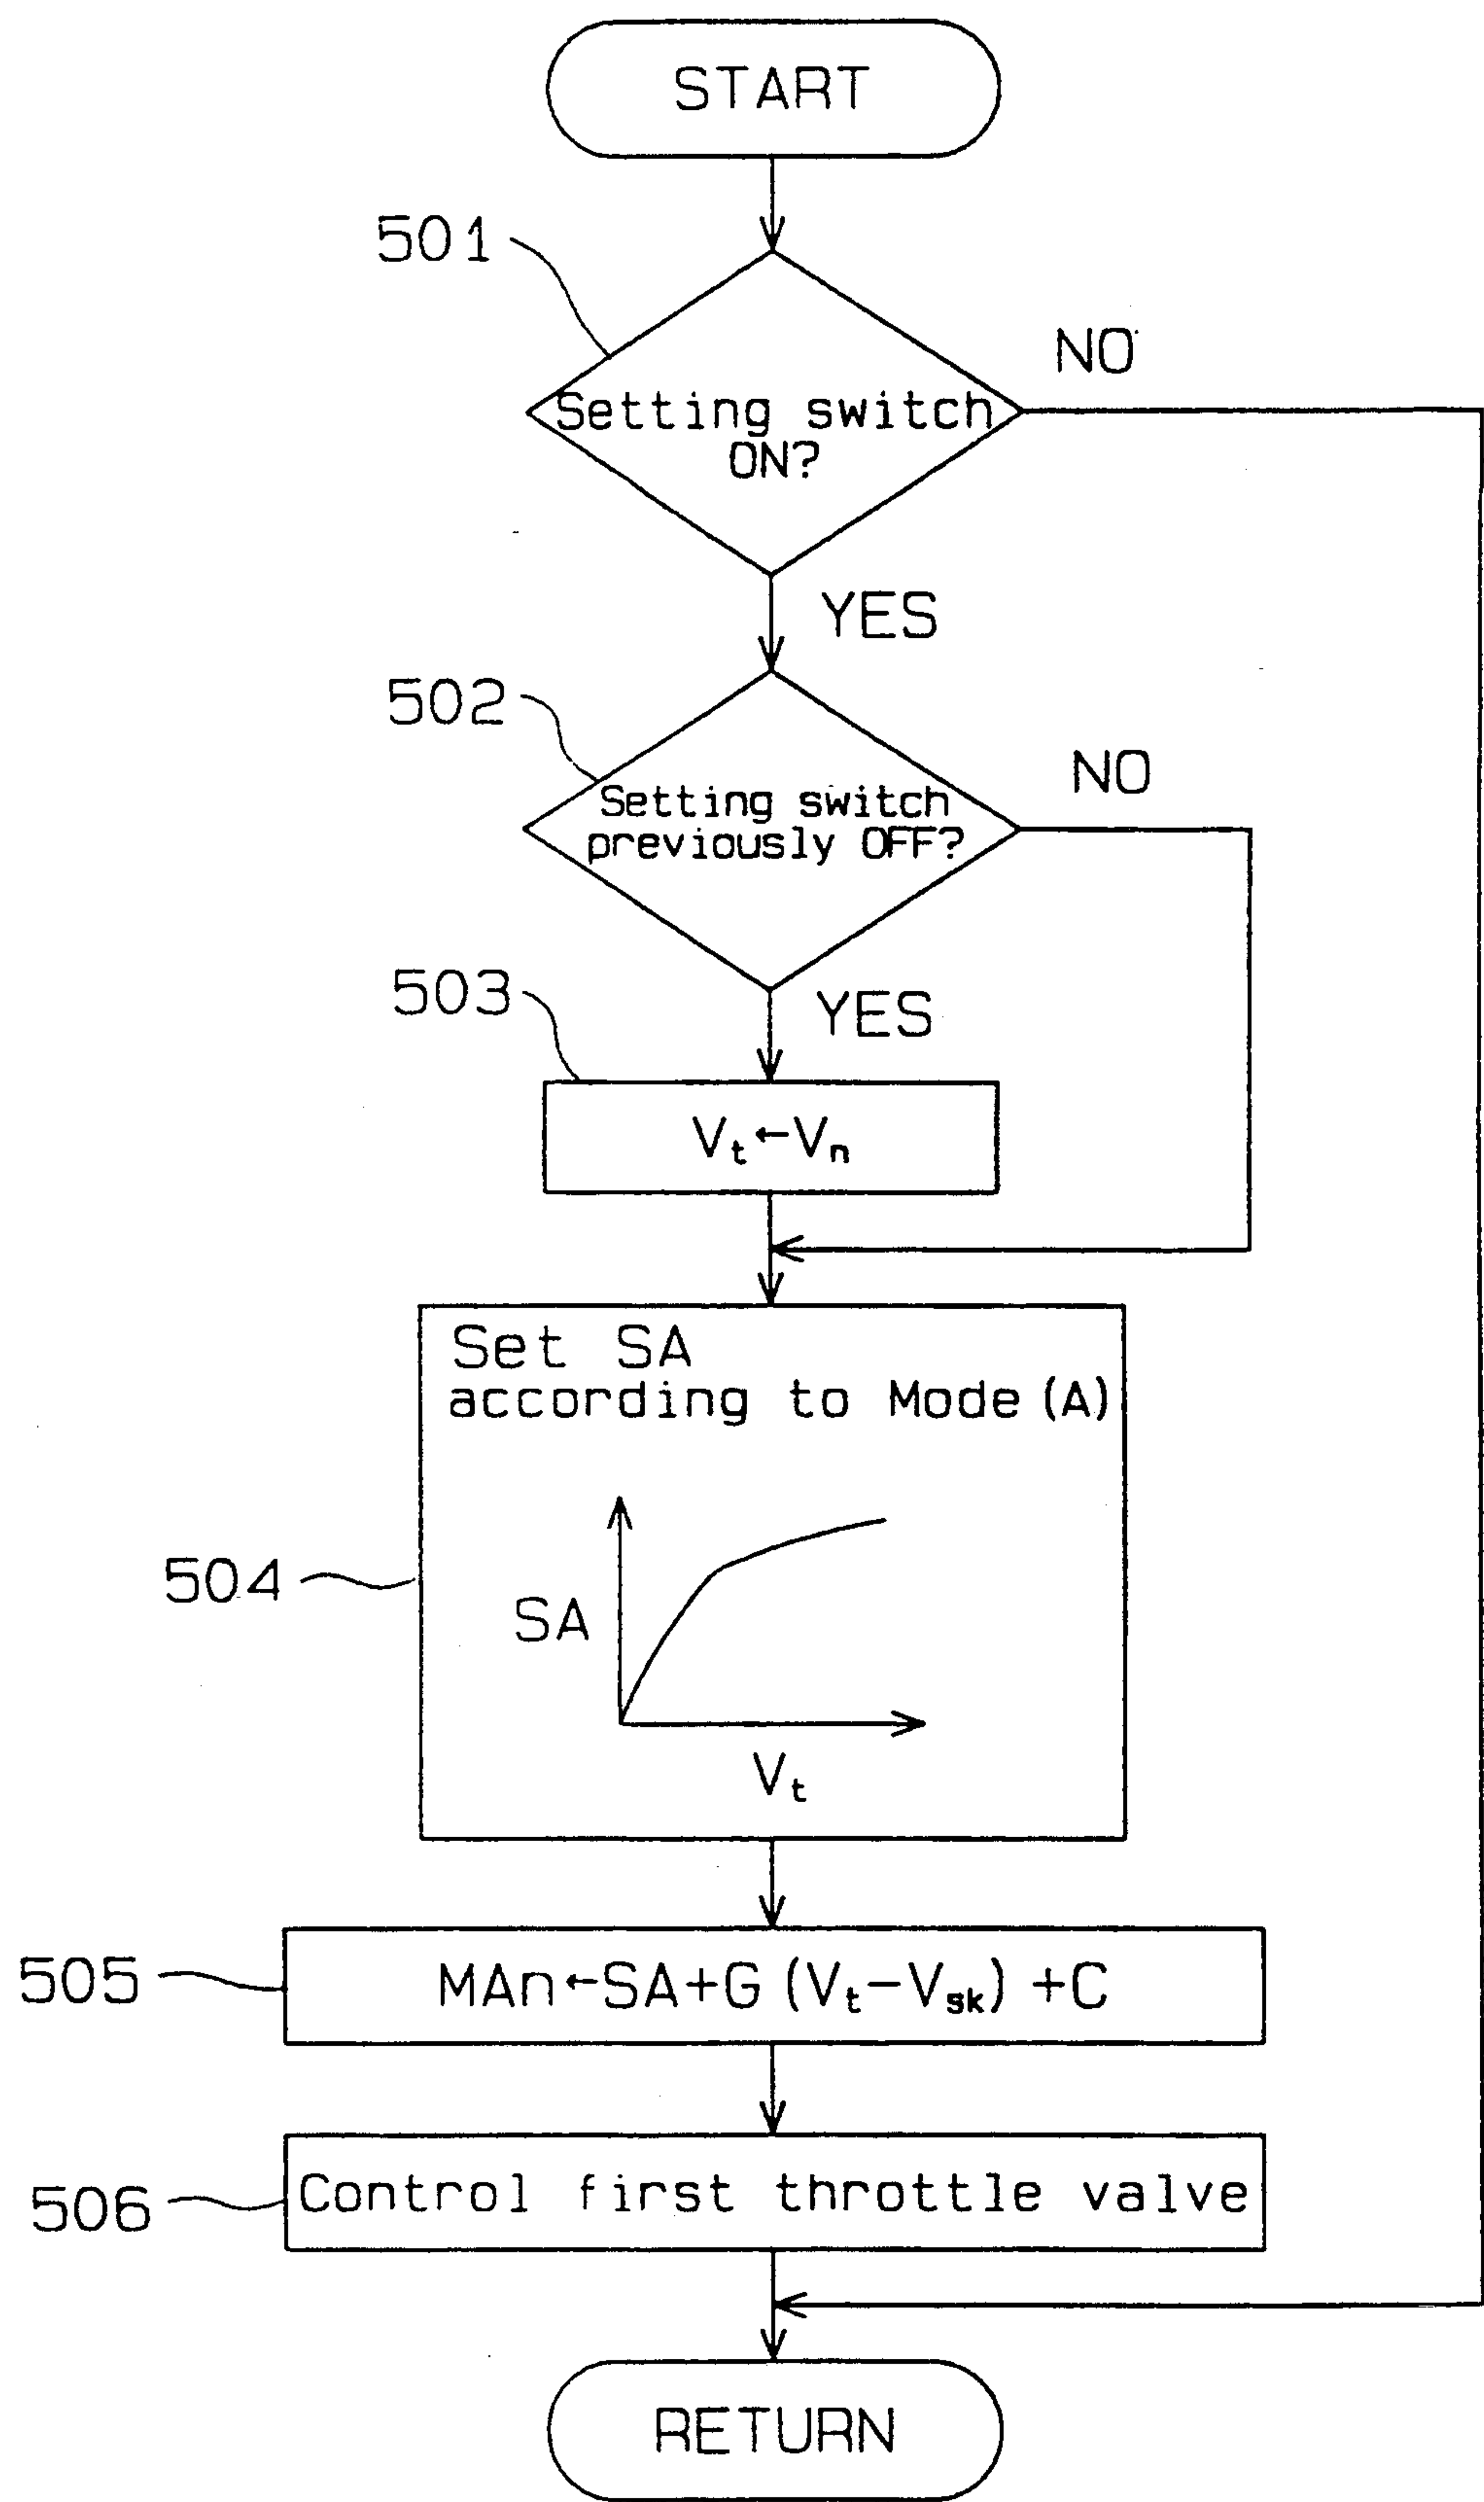 START
501
NO
Setting switch
ON?
YES
502
NO
Setting switch
previously OFF?
503
YES
Vt←Vn
Set SA
according to Mode (A)
504
SA
Vt
505
MAn←SA+G (Vt−Vsk) +C
506
Control first throttle valve
RETURN